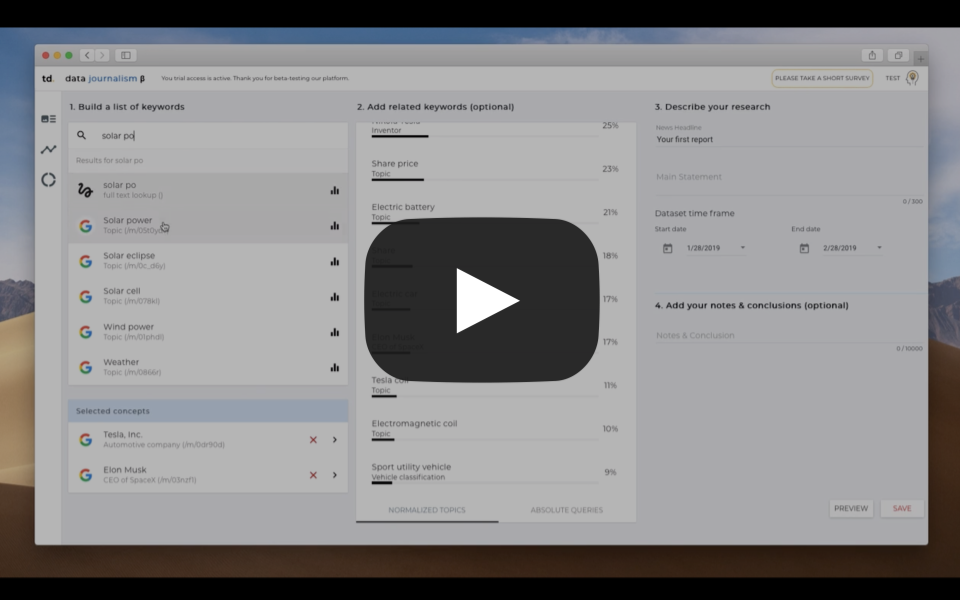 td. data journalism β
You trial access is active. Thank you for beta-testing our platform.
PLEASE TAKE A SHORT SURVEY
TEST
1. Build a list of keywords
solar po
Results for solar po
solar po
full text lookup ()
Solar power
Solar eclipse
Topic (/m/0c_d6y)
Solar cell
Topic (/m/078kl)
Wind power
Topic (/m/01phdl)
Weather
Topic (/m/0866r)
Selected concepts
Tesla, Inc.
Automotive company (/m/0dr90d)
Elon Musk
CEO of SpaceX (/m/03nzf1)
2. Add related keywords (optional)
25%
Inventor
Share price
23%
Topic
Electric battery
21%
Topic
18%
17%
17%
Tesla coil
11%
Topic
Electromagnetic coil
10%
Topic
Sport utility vehicle
9%
Vehicle classification
NORMALIZED TOPICS
ABSOLUTE QUERIES
3. Describe your research
News Headline
Your first report
Main Statement
0 / 300
Dataset time frame
Start date
End date
1/28/2019
2/28/2019
4. Add your notes & conclusions (optional)
Notes & Conclusion
0 / 10000
PREVIEW
SAVE